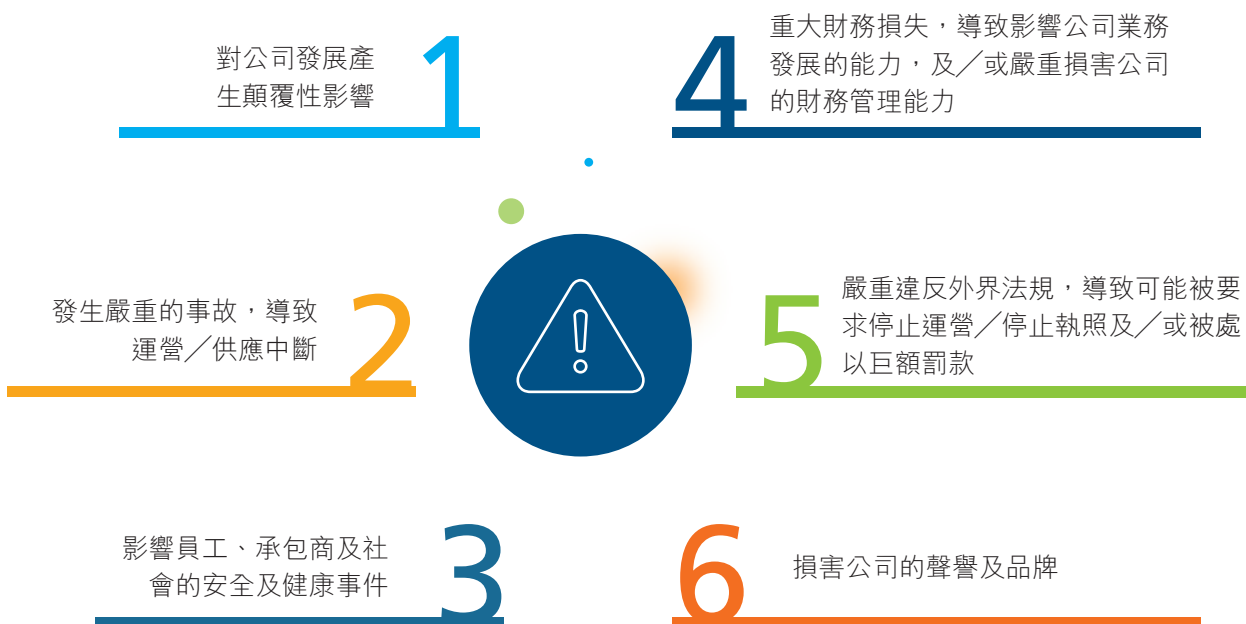 1
對公司發展產
生顛覆性影響
2
發生嚴重的事故，導致
運營／供應中斷
3
影響員工、承包商及社
會的安全及健康事件
4
重大財務損失，導致影響公司業務
發展的能力，及／或嚴重損害公司
的財務管理能力
5
嚴重違反外界法規，導致可能被要
求停止運營／停止執照及／或被處
以巨額罰款
6
損害公司的聲譽及品牌